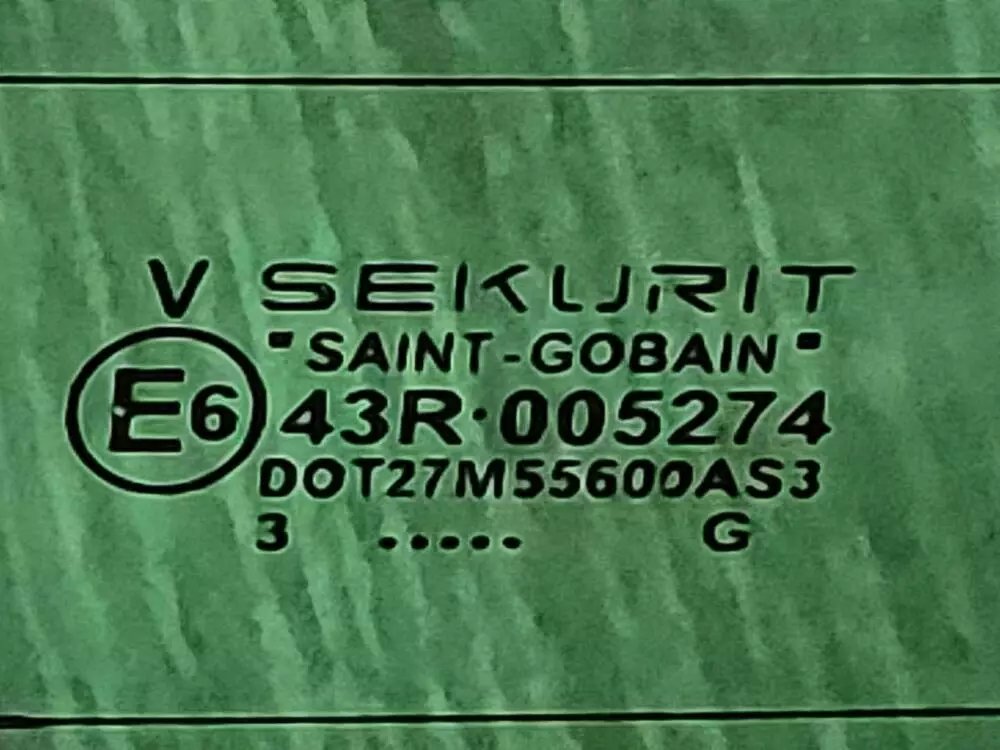 V SEKURIT
"SAINT-GOBAIN"
E6 43R·005274
DOT27M55600AS3
3 ..... G